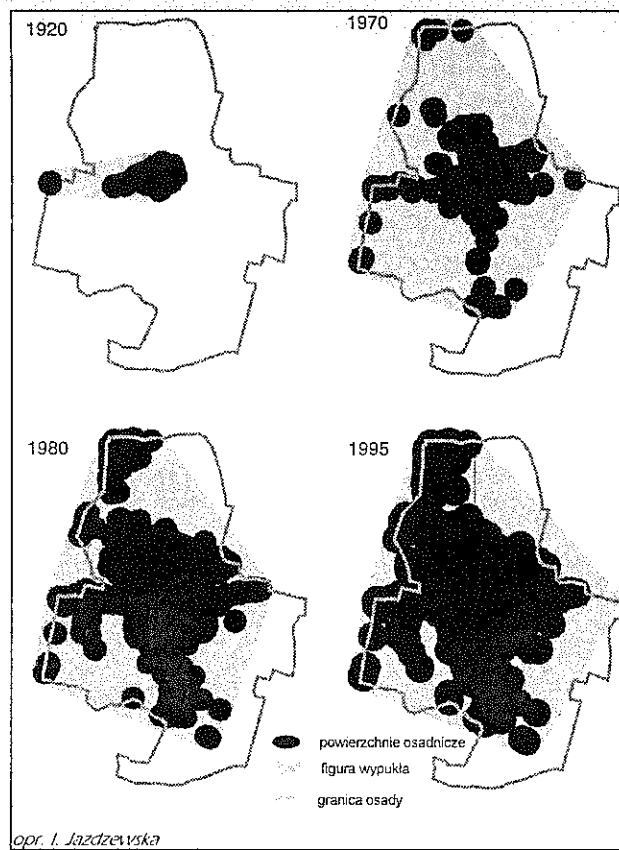 1920
1970
1980
1995
powierzchnie osadnicze
figura wypukła
granica osady
opr. I. Jażdżewska